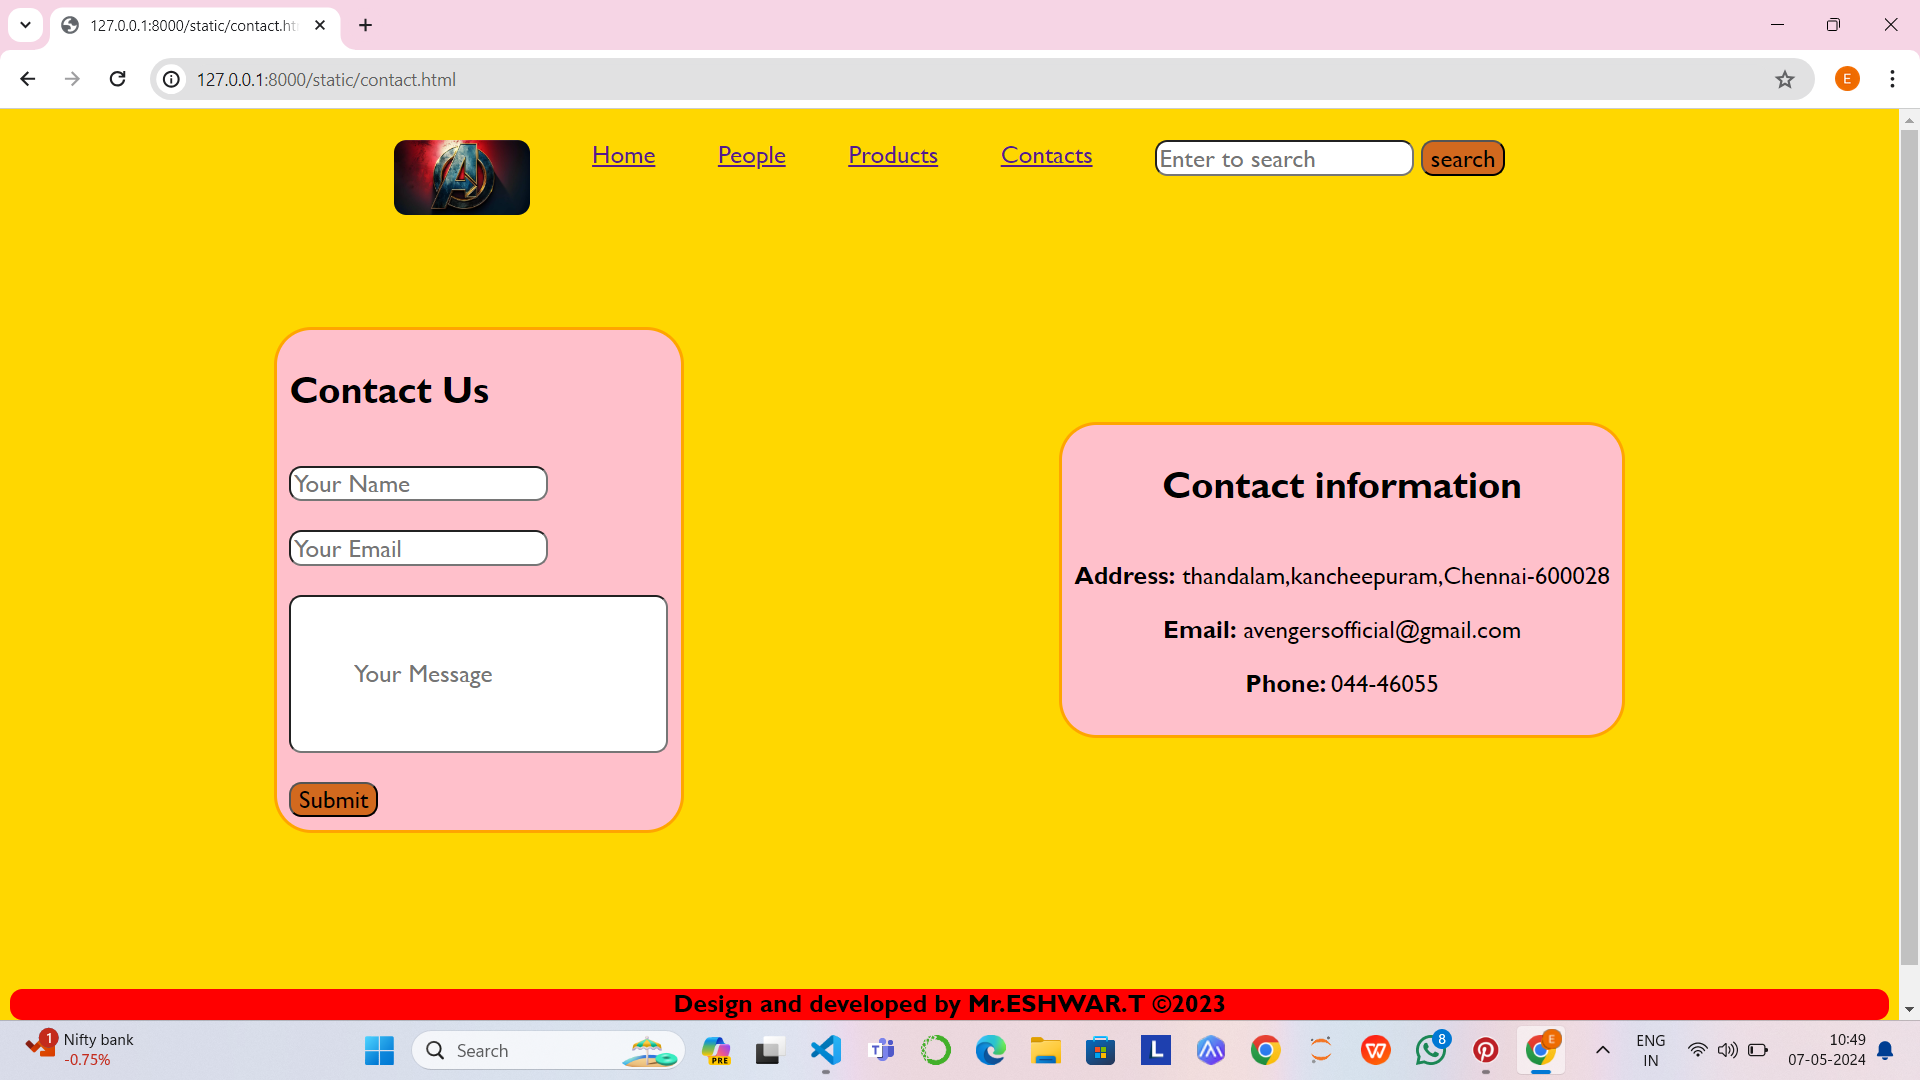 127.0.0.1:8000/static/contact.ht
127.0.0.1:8000/static/contact.html
E
Home People Products Contacts Enter to search search
Contact Us
Your Name
Your Email
Your Message
Submit
Contact information
Address: thandalam,kancheepuram,Chennai-600028
Email: avengersofficial@gmail.com
Phone: 044-46055
Design and developed by Mr.ESHWAR.T ©2023
1
Nifty bank
-0.75%
Search
PRE
L
W
8
E
ENG
IN
10:49
07-05-2024